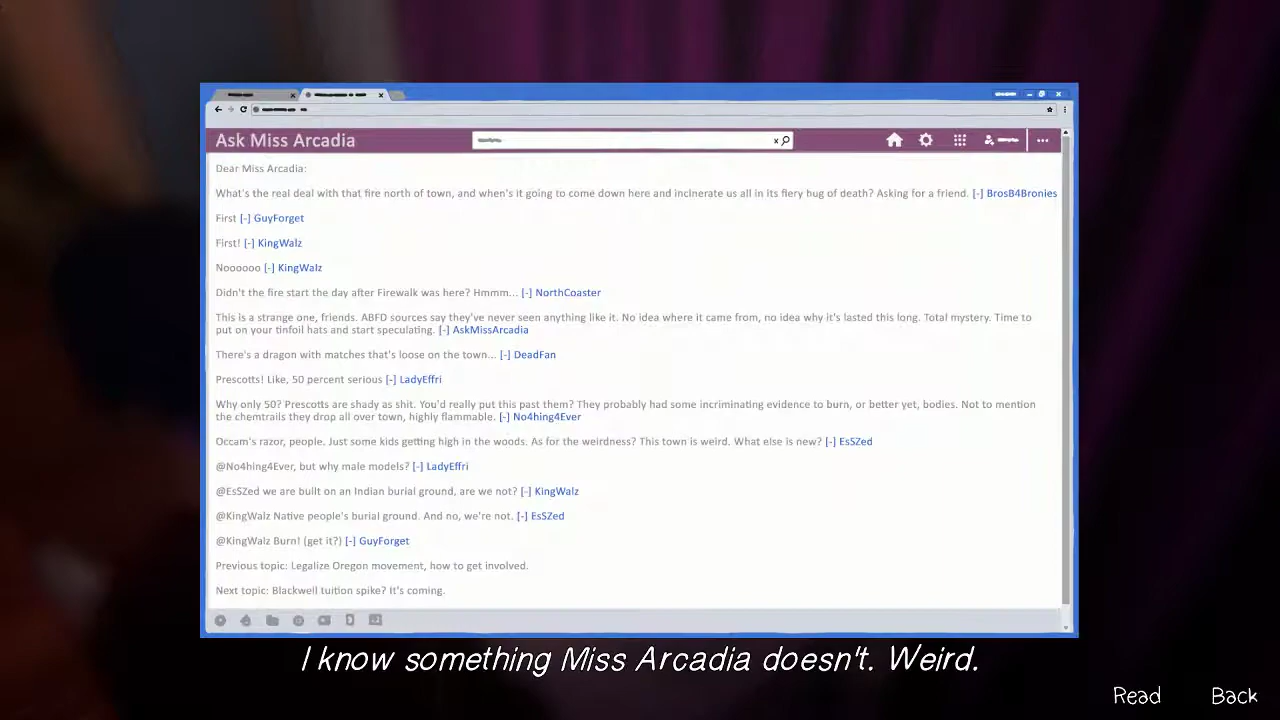 Ask Miss Arcadia
Dear Miss Arcadia:
What's the real deal with that fire north of town, and when's it going to come down here and incinerate us all in its fiery hug of death? Asking for a friend. [-] BrosB4Bronies
First [-] GuyForget
First! [-] KingWalz
Noooooo [-] KingWalz
Didn't the fire start the day after Firewalk was here? Hmmm... [-] NorthCoaster
This is a strange one, friends. ABFD sources say they've never seen anything like it. No idea where it came from, no idea why it's lasted this long. Total mystery. Time to
put on your tinfoil hats and start speculating. [-] AskMissArcadia
There's a dragon with matches that's loose on the town... [-] DeadFan
Prescotts! Like, 50 percent serious [-] LadyEffri
Why only 50? Prescotts are shady as shit. You'd really put this past them? They probably had some incriminating evidence to burn, or better yet, bodies. Not to mention
the chemtrails they drop all over town, highly flammable. [-] No4hing4Ever
Occam's razor, people. Just some kids getting high in the woods. As for the weirdness? This town is weird. What else is new? [-] EsSZed
@No4hing4Ever, but why male models? [-] LadyEffri
@EsSZed we are built on an Indian burial ground, are we not? [-] KingWalz
@KingWalz Native people's burial ground. And no, we're not. [-] EsSZed
@KingWalz Burn! (get it?) [-] GuyForget
Previous topic: Legalize Oregon movement, how to get involved.
Next topic: Blackwell tuition spike? It's coming.
I know something Miss Arcadia doesn't. Weird.
Read Back